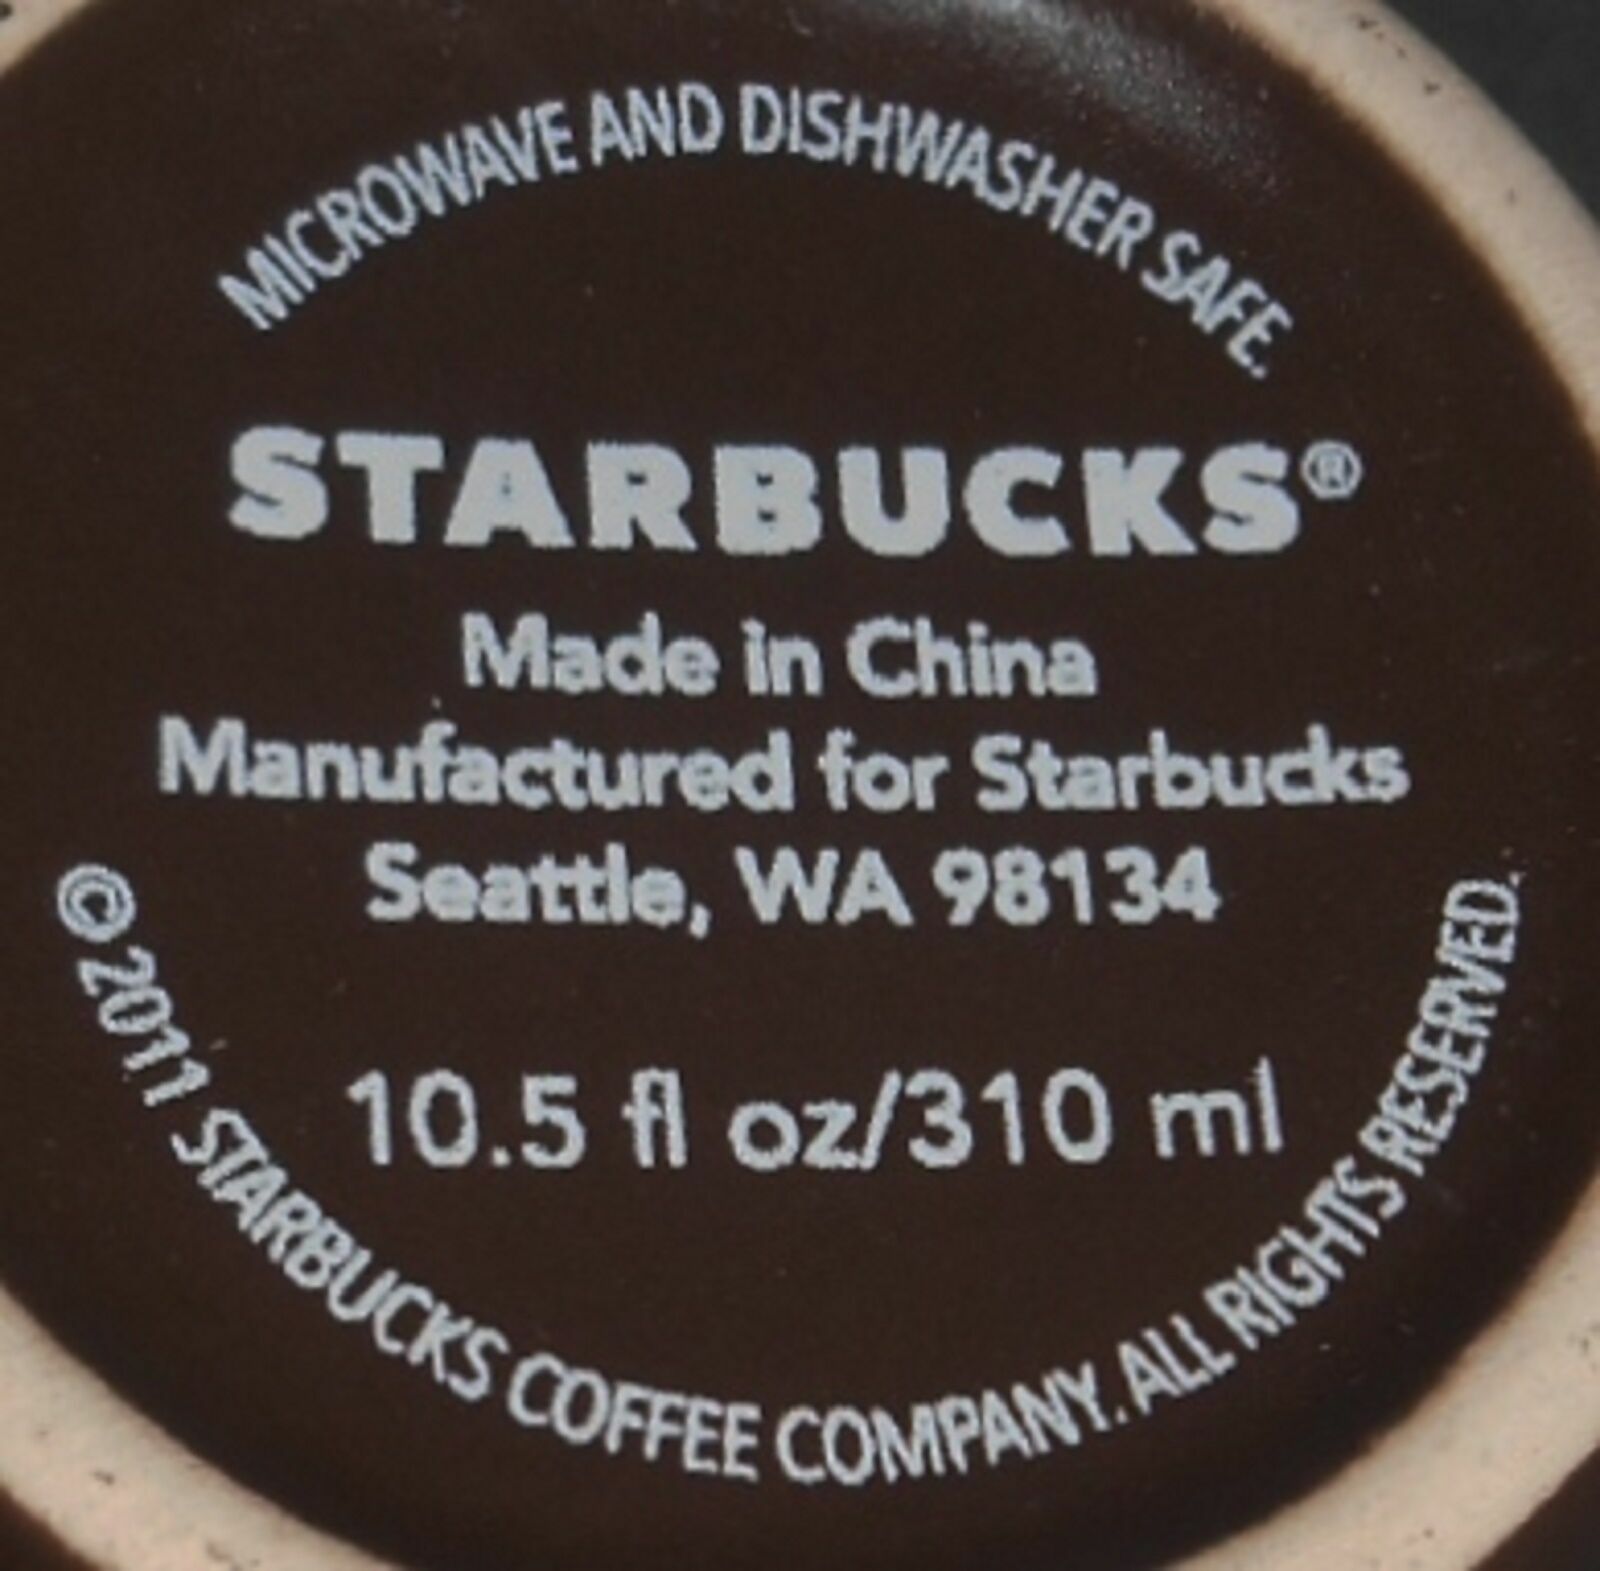 MICROWAVE AND DISHWASHER SAFE.
STARBUCKS®
Made in China
Manufactured for Starbucks
Seattle, WA 98134
10.5 fl oz/310 ml
© 2011 STARBUCKS COFFEE COMPANY. ALL RIGHTS RESERVED.